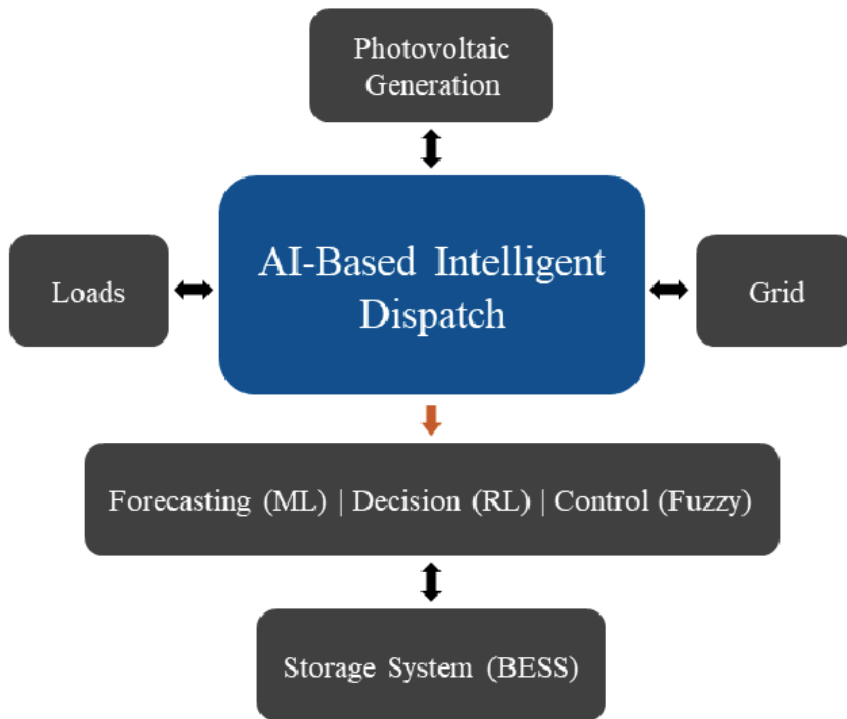 Photovoltaic
Generation
AI-Based Intelligent
Dispatch
Loads
Grid
Forecasting (ML) | Decision (RL) | Control (Fuzzy)
Storage System (BESS)